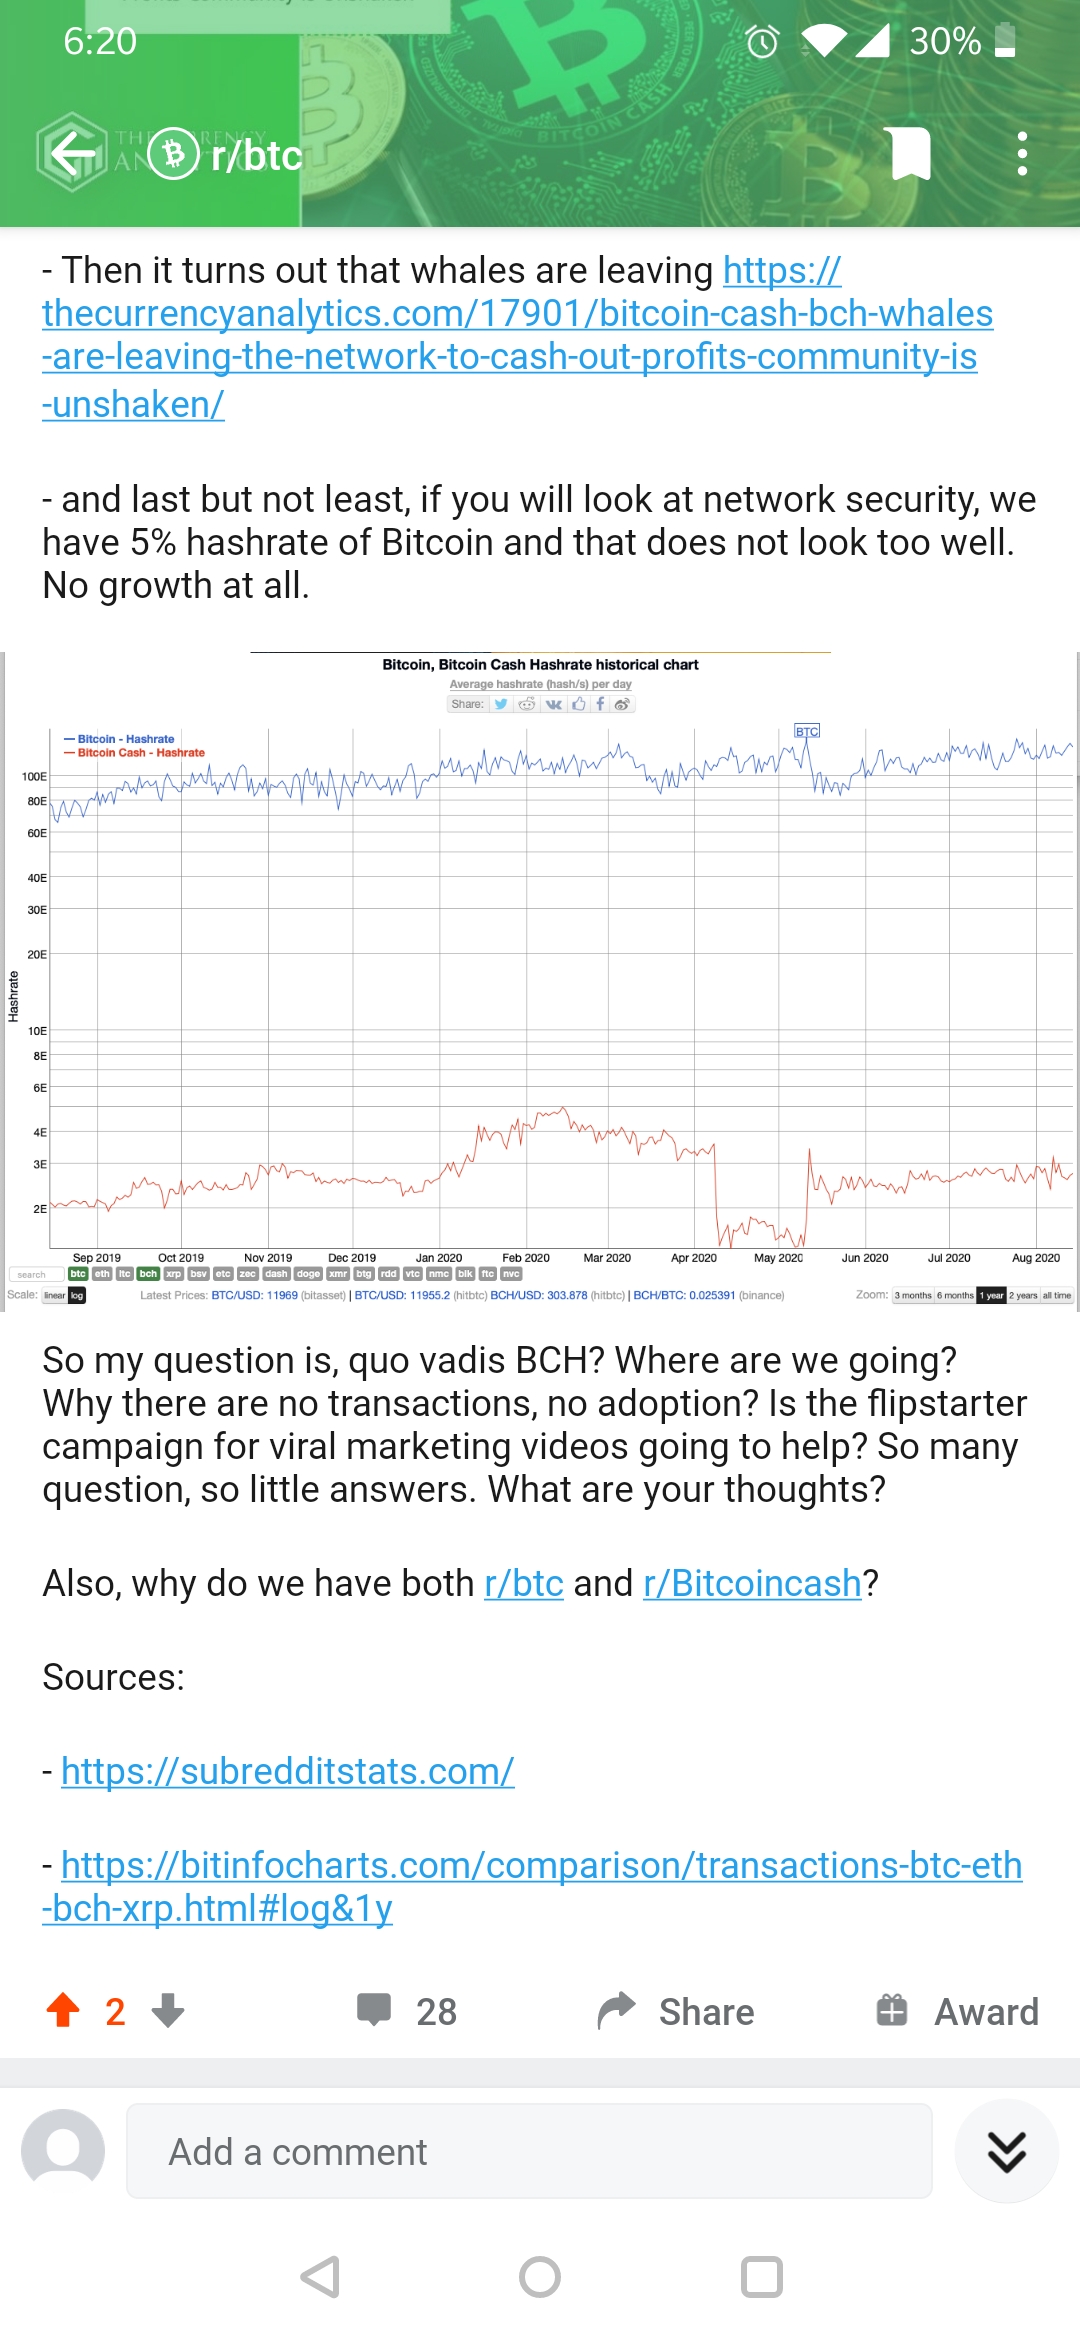 6:20
30%
r/btc
BITCOIN CASH
- Then it turns out that whales are leaving https://
thecurrencyanalytics.com/17901/bitcoin-cash-bch-whales
-are-leaving-the-network-to-cash-out-profits-community-is
-unshaken/
- and last but not least, if you will look at network security, we
have 5% hashrate of Bitcoin and that does not look too well.
No growth at all.
Bitcoin, Bitcoin Cash Hashrate historical chart
Average hashrate (hash/s) per day
Share:
BTC
Bitcoin - Hashrate
Bitcoin Cash - Hashrate
100E
80E
60E
40E
30E
20E
Hashrate
10E
8E
6E
4E
3E
2E
Sep 2019 Oct 2019 Nov 2019 Dec 2019 Jan 2020 Feb 2020 Mar 2020 Apr 2020 May 2020 Jun 2020 Jul 2020 Aug 2020
search btc eth ltc bch xrp bsv etc zec dash doge xmr btg rdd vtc nmc blk ftc nvc
Scale: linear log Latest Prices: BTC/USD: 11969 (bitasset) | BTC/USD: 11955.2 (hitbtc) BCH/USD: 303.878 (hitbtc) | BCH/BTC: 0.025391 (binance) Zoom: 3 months 6 months 1 year 2 years all time
So my question is, quo vadis BCH? Where are we going?
Why there are no transactions, no adoption? Is the flipstarter
campaign for viral marketing videos going to help? So many
question, so little answers. What are your thoughts?
Also, why do we have both r/btc and r/Bitcoincash?
Sources:
- https://subredditstats.com/
- https://bitinfocharts.com/comparison/transactions-btc-eth
-bch-xrp.html#log&1y
2
28
Share
Award
Add a comment